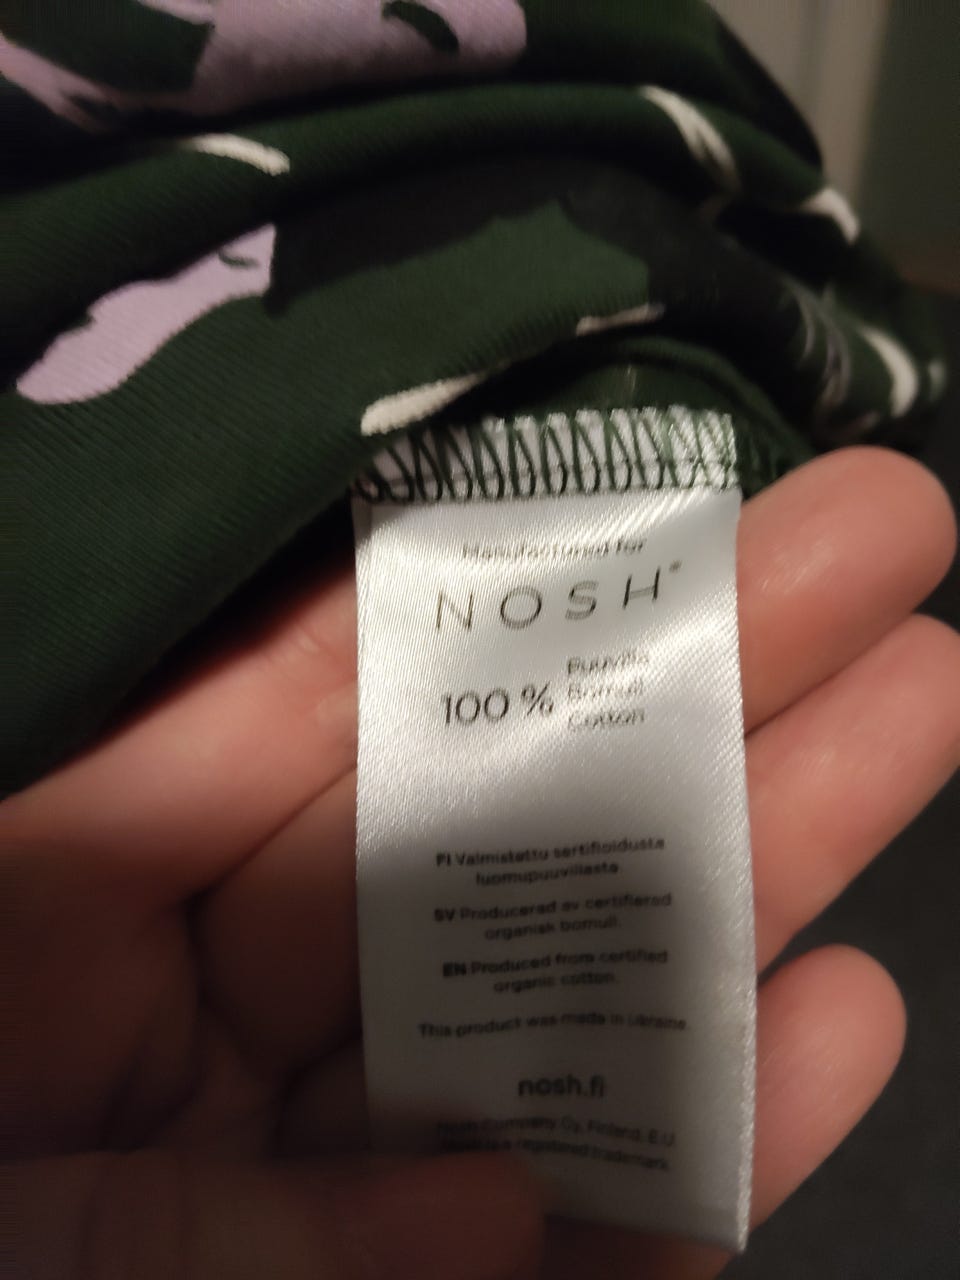 Manufactured for
NOSH®
100 % Puuvilla
Bomull
Cotton
FI Valmistettu sertifioidusta
luomupuuvillasta.
SV Producerad av certifierad
organisk bomull.
EN Produced from certified
organic cotton.
This product was made in Ukraine.
nosh.fi
Nosh Company Oy, Finland, E.U.
Nosh is a registered trademark.